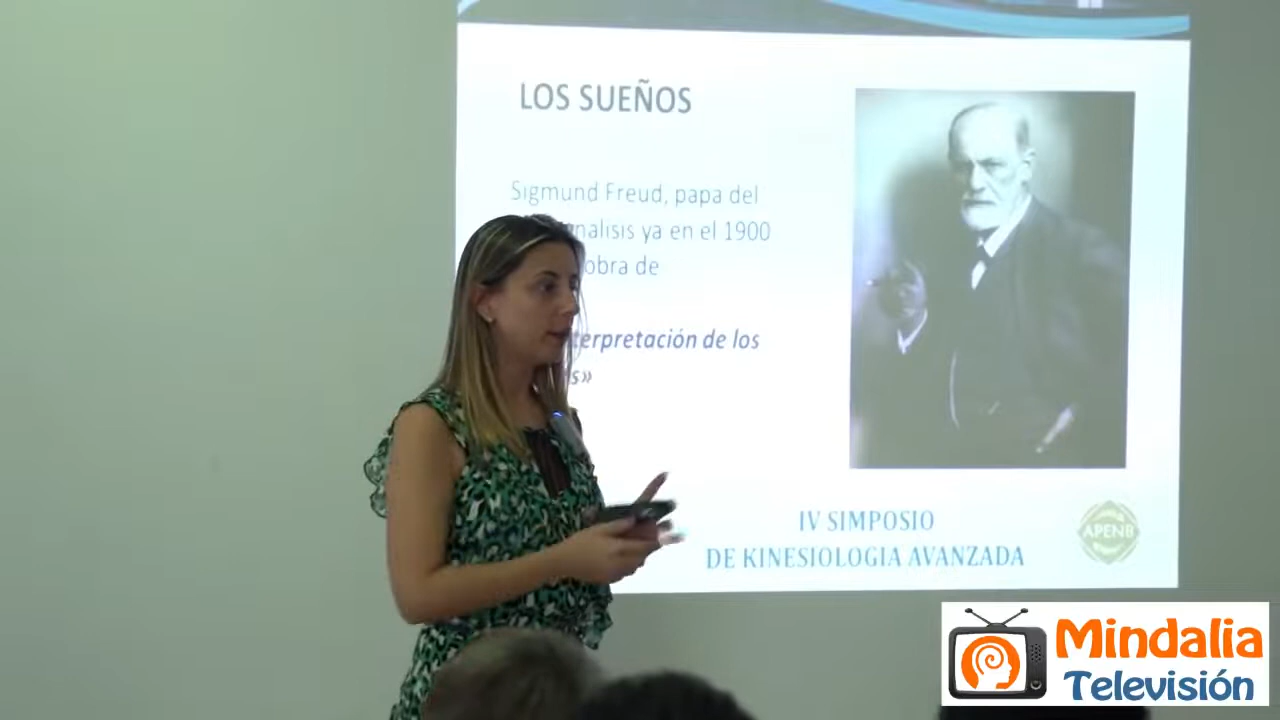 LOS SUEÑOS
Sigmund Freud, papa del
nalisis ya en el 1900
obra de
terpretación de los
s»
IV SIMPOSIO
DE KINESIOLOGIA AVANZADA
APENB
Mindalia
Televisión